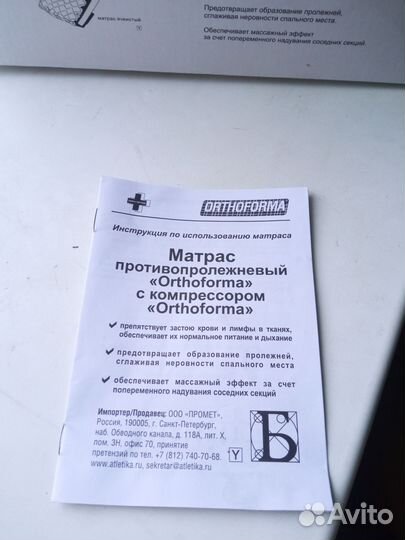 Предотвращает образование пролежней,
сглаживая неровности спального места.
МАТРАС ЯЧЕИСТЫЙ
Y
Обеспечивает массажный эффект
за счет попеременного надувания соседних секций.
ORTHOFORMA
Инструкция по использованию матраса
Матрас
противопролежневый
«Orthoforma»
с компрессором
«Orthoforma»
✔ препятствует застою крови и лимфы в тканях,
обеспечивает их нормальное питание и дыхание
✔ предотвращает образование пролежней,
сглаживая неровности спального места
✔ обеспечивает массажный эффект за счет
попеременного надувания соседних секций
Импортер/Продавец: ООО «ПРОМЕТ»,
Россия, 190005, г. Санкт-Петербург,
наб. Обводного канала, д. 118А, лит. Х,
пом. 3Н, офис 70, принятие
претензий по тел. +7 (812) 740-70-68.
www.atletika.ru, sekretar@atletika.ru
Y
Б
Avito